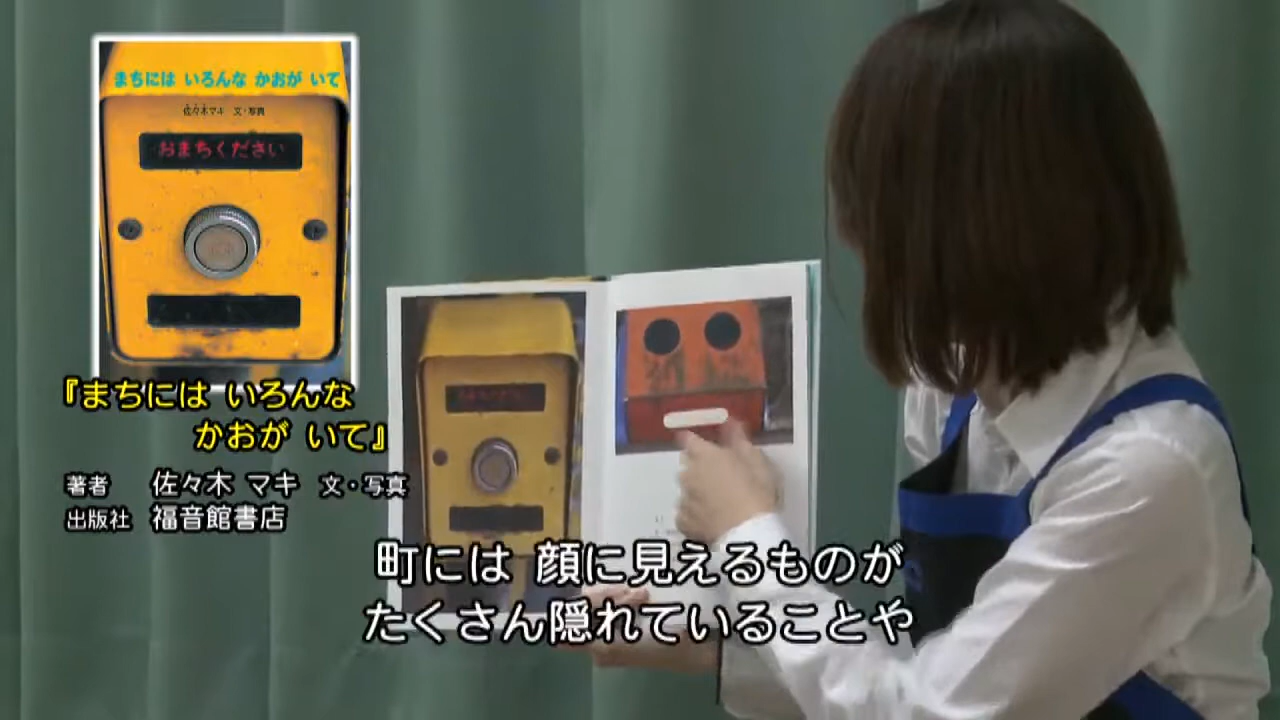 まちには いろんな かおが いて
佐々木マキ 文・写真
おまちください
『まちには いろんな
かおが いて』
著者 佐々木 マキ 文・写真
出版社 福音館書店
町には 顔に見えるものが
たくさん隠れていることや